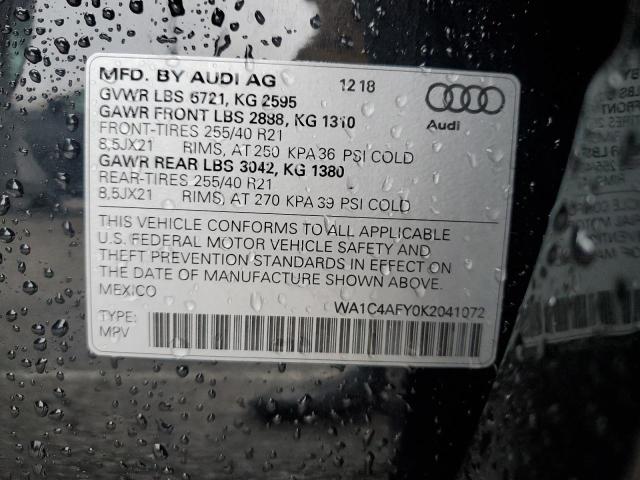 MFD. BY AUDI AG 12 18
GVWR LBS 5721, KG 2595
GAWR FRONT LBS 2888, KG 1310
FRONT-TIRES 255/40 R21
8,5JX21 RIMS, AT 250 KPA 36 PSI COLD
GAWR REAR LBS 3042, KG 1380
REAR-TIRES 255/40 R21
8,5JX21 RIMS, AT 270 KPA 39 PSI COLD
Audi
THIS VEHICLE CONFORMS TO ALL APPLICABLE
U.S. FEDERAL MOTOR VEHICLE SAFETY AND
THEFT PREVENTION STANDARDS IN EFFECT ON
THE DATE OF MANUFACTURE SHOWN ABOVE.
MEXICO
WA1C4AFY0K2041072
TYPE:
MPV